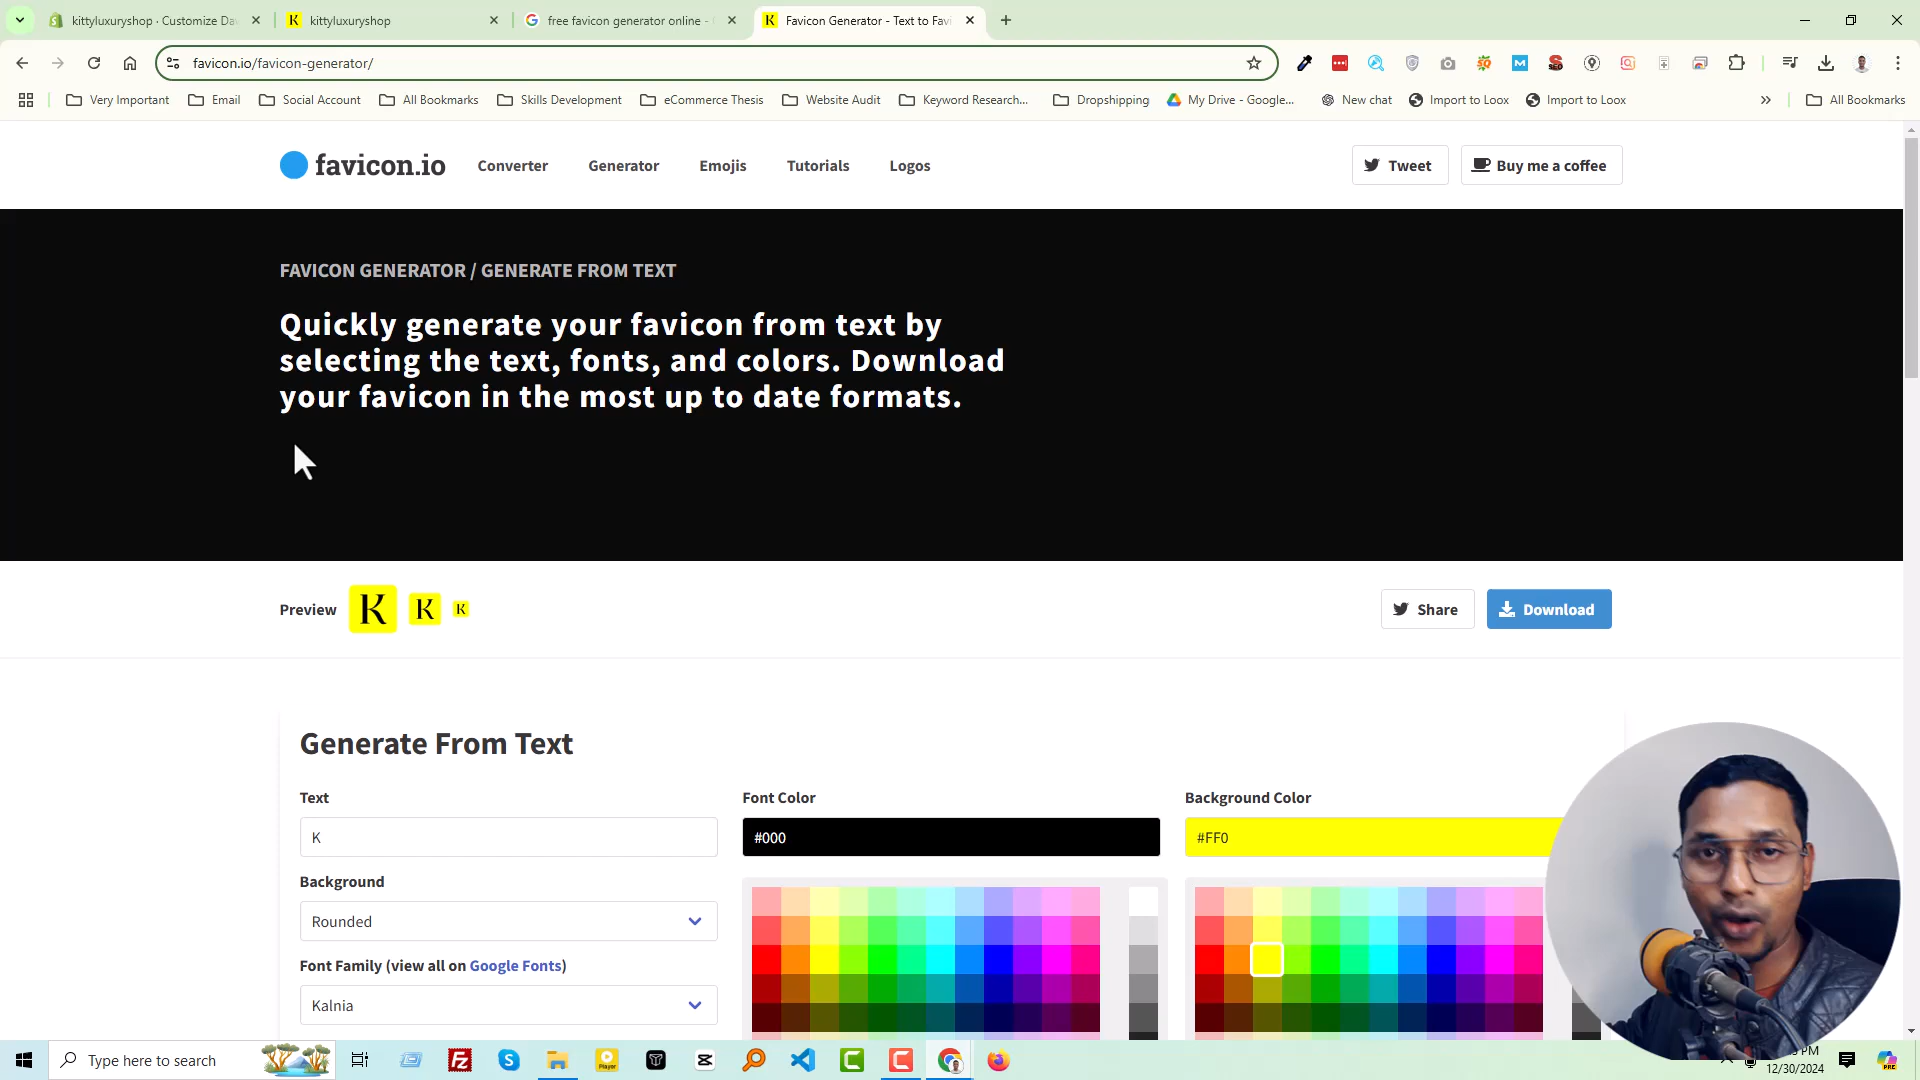 kittyluxuryshop · Customize Daw
kittyluxuryshop
free favicon generator online -
Favicon Generator - Text to Favi
favicon.io/favicon-generator/
Very Important
Email
Social Account
All Bookmarks
Skills Development
eCommerce Thesis
Website Audit
Keyword Research...
Dropshipping
My Drive - Google...
New chat
Import to Loox
Import to Loox
All Bookmarks
favicon.io
Converter
Generator
Emojis
Tutorials
Logos
Tweet
Buy me a coffee
FAVICON GENERATOR / GENERATE FROM TEXT
Quickly generate your favicon from text by
selecting the text, fonts, and colors. Download
your favicon in the most up to date formats.
Preview K K K
Share
Download
Generate From Text
Text
Font Color
Background Color
K
#000
#FF0
Background
Rounded
Font Family (view all on Google Fonts)
Kalnia
Type here to search
PM
12/30/2024